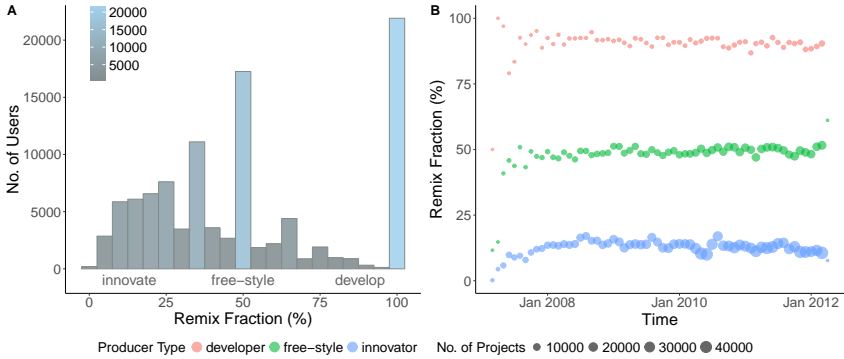 A
20000
15000
10000
5000
20000
15000
10000
5000
0
No. of Users
innovate free−style develop
0 25 50 75 100
Remix Fraction (%)
B
100
75
50
25
0
Remix Fraction (%)
Jan 2008 Jan 2010 Jan 2012
Time
Producer Type developer free−style innovator No. of Projects 10000 20000 30000 40000